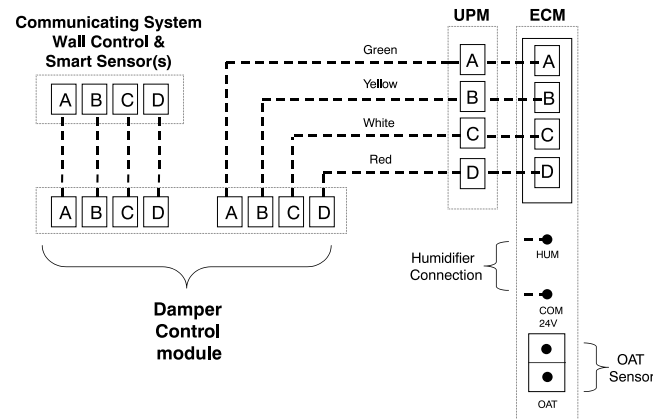 Communicating System
Wall Control &
Smart Sensor(s)
UPM
ECM
A B C D
Green
A A
Yellow
B B
White
C C
Red
D D
A B C D
A B C D
Damper
Control
module
Humidifier
Connection
HUM
COM
24V
OAT
Sensor
OAT